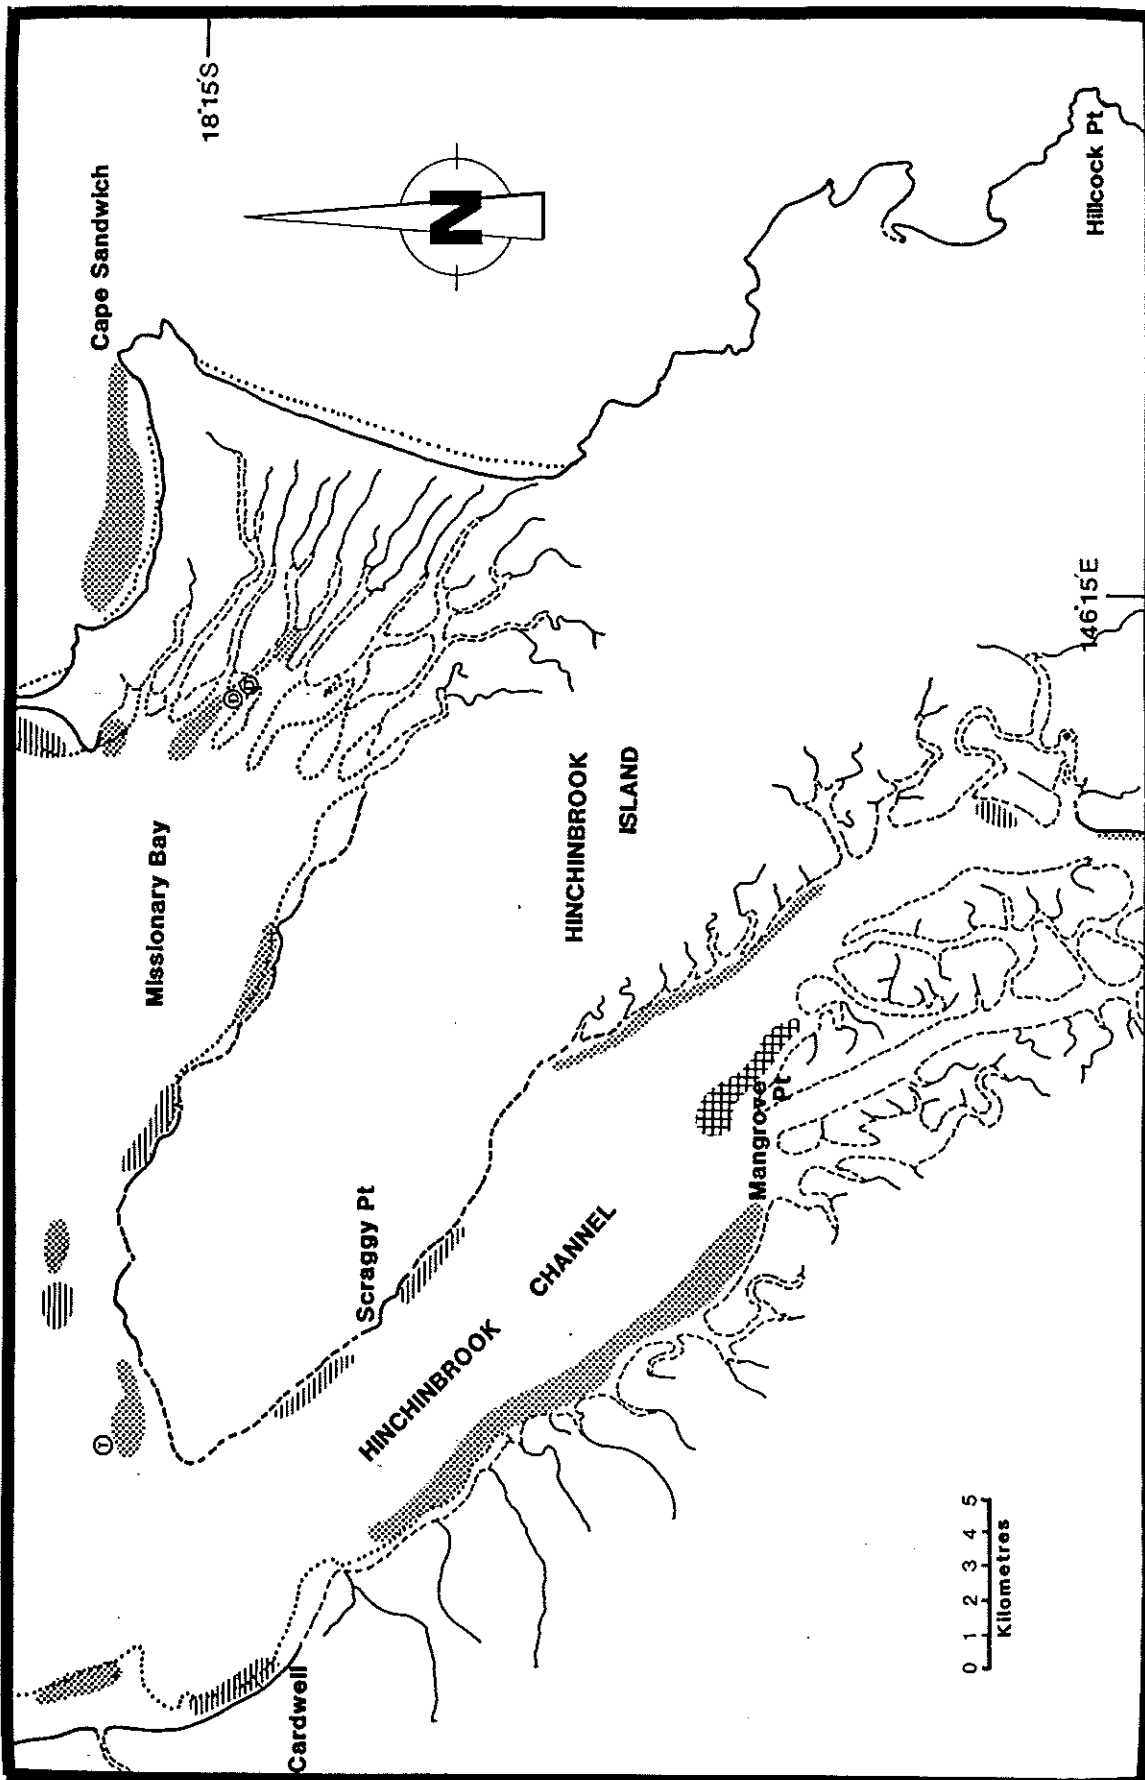 18°15'S
Cape Sandwich
N
Missionary Bay
D
D
T
HINCHINBROOK
ISLAND
Scraggy Pt
HINCHINBROOK
CHANNEL
Mangrove
Pt
Hillcock Pt
146°15'E
Cardwell
0 1 2 3 4 5
Kilometres